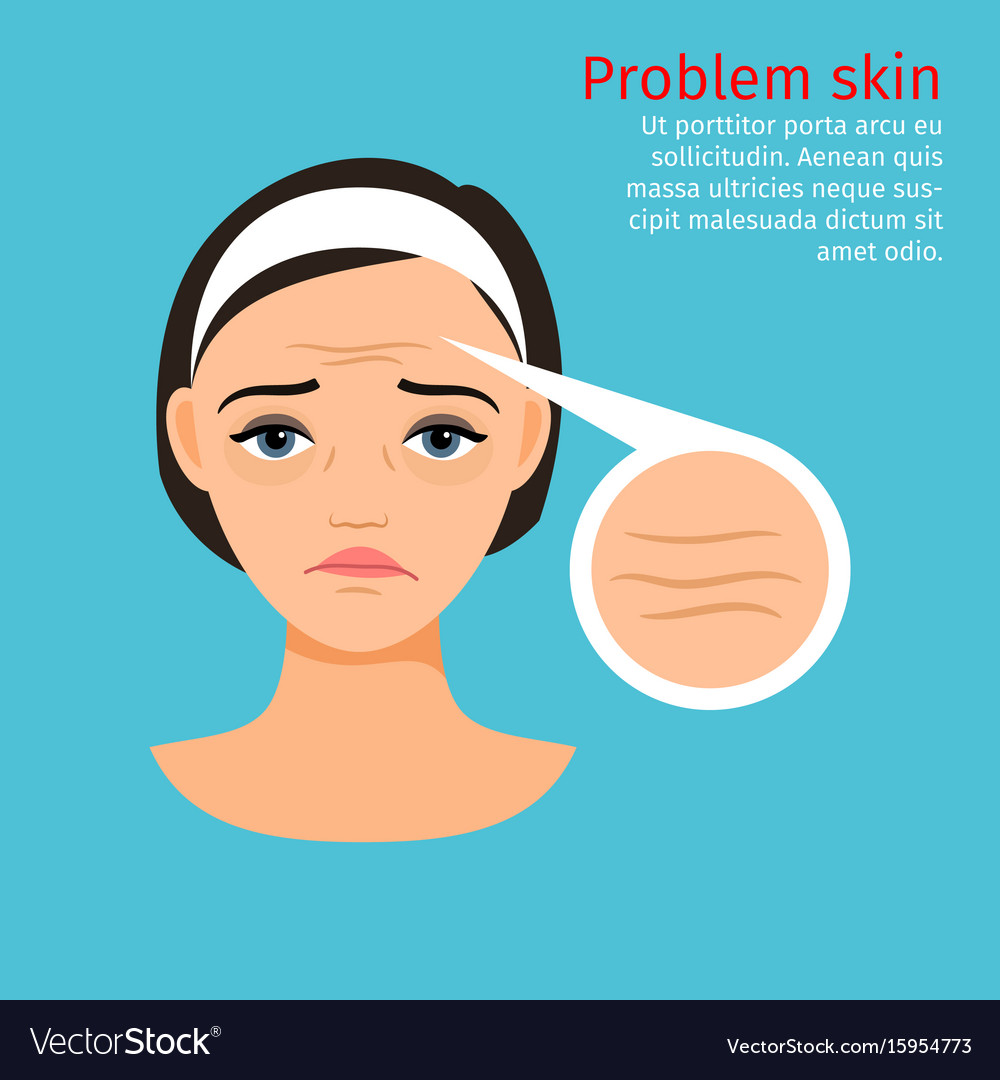 Problem skin
Ut porttitor porta arcu eu
sollicitudin. Aenean quis
massa ultricies neque sus-
cipit malesuada dictum sit
amet odio.
VectorStock®
VectorStock.com/15954773